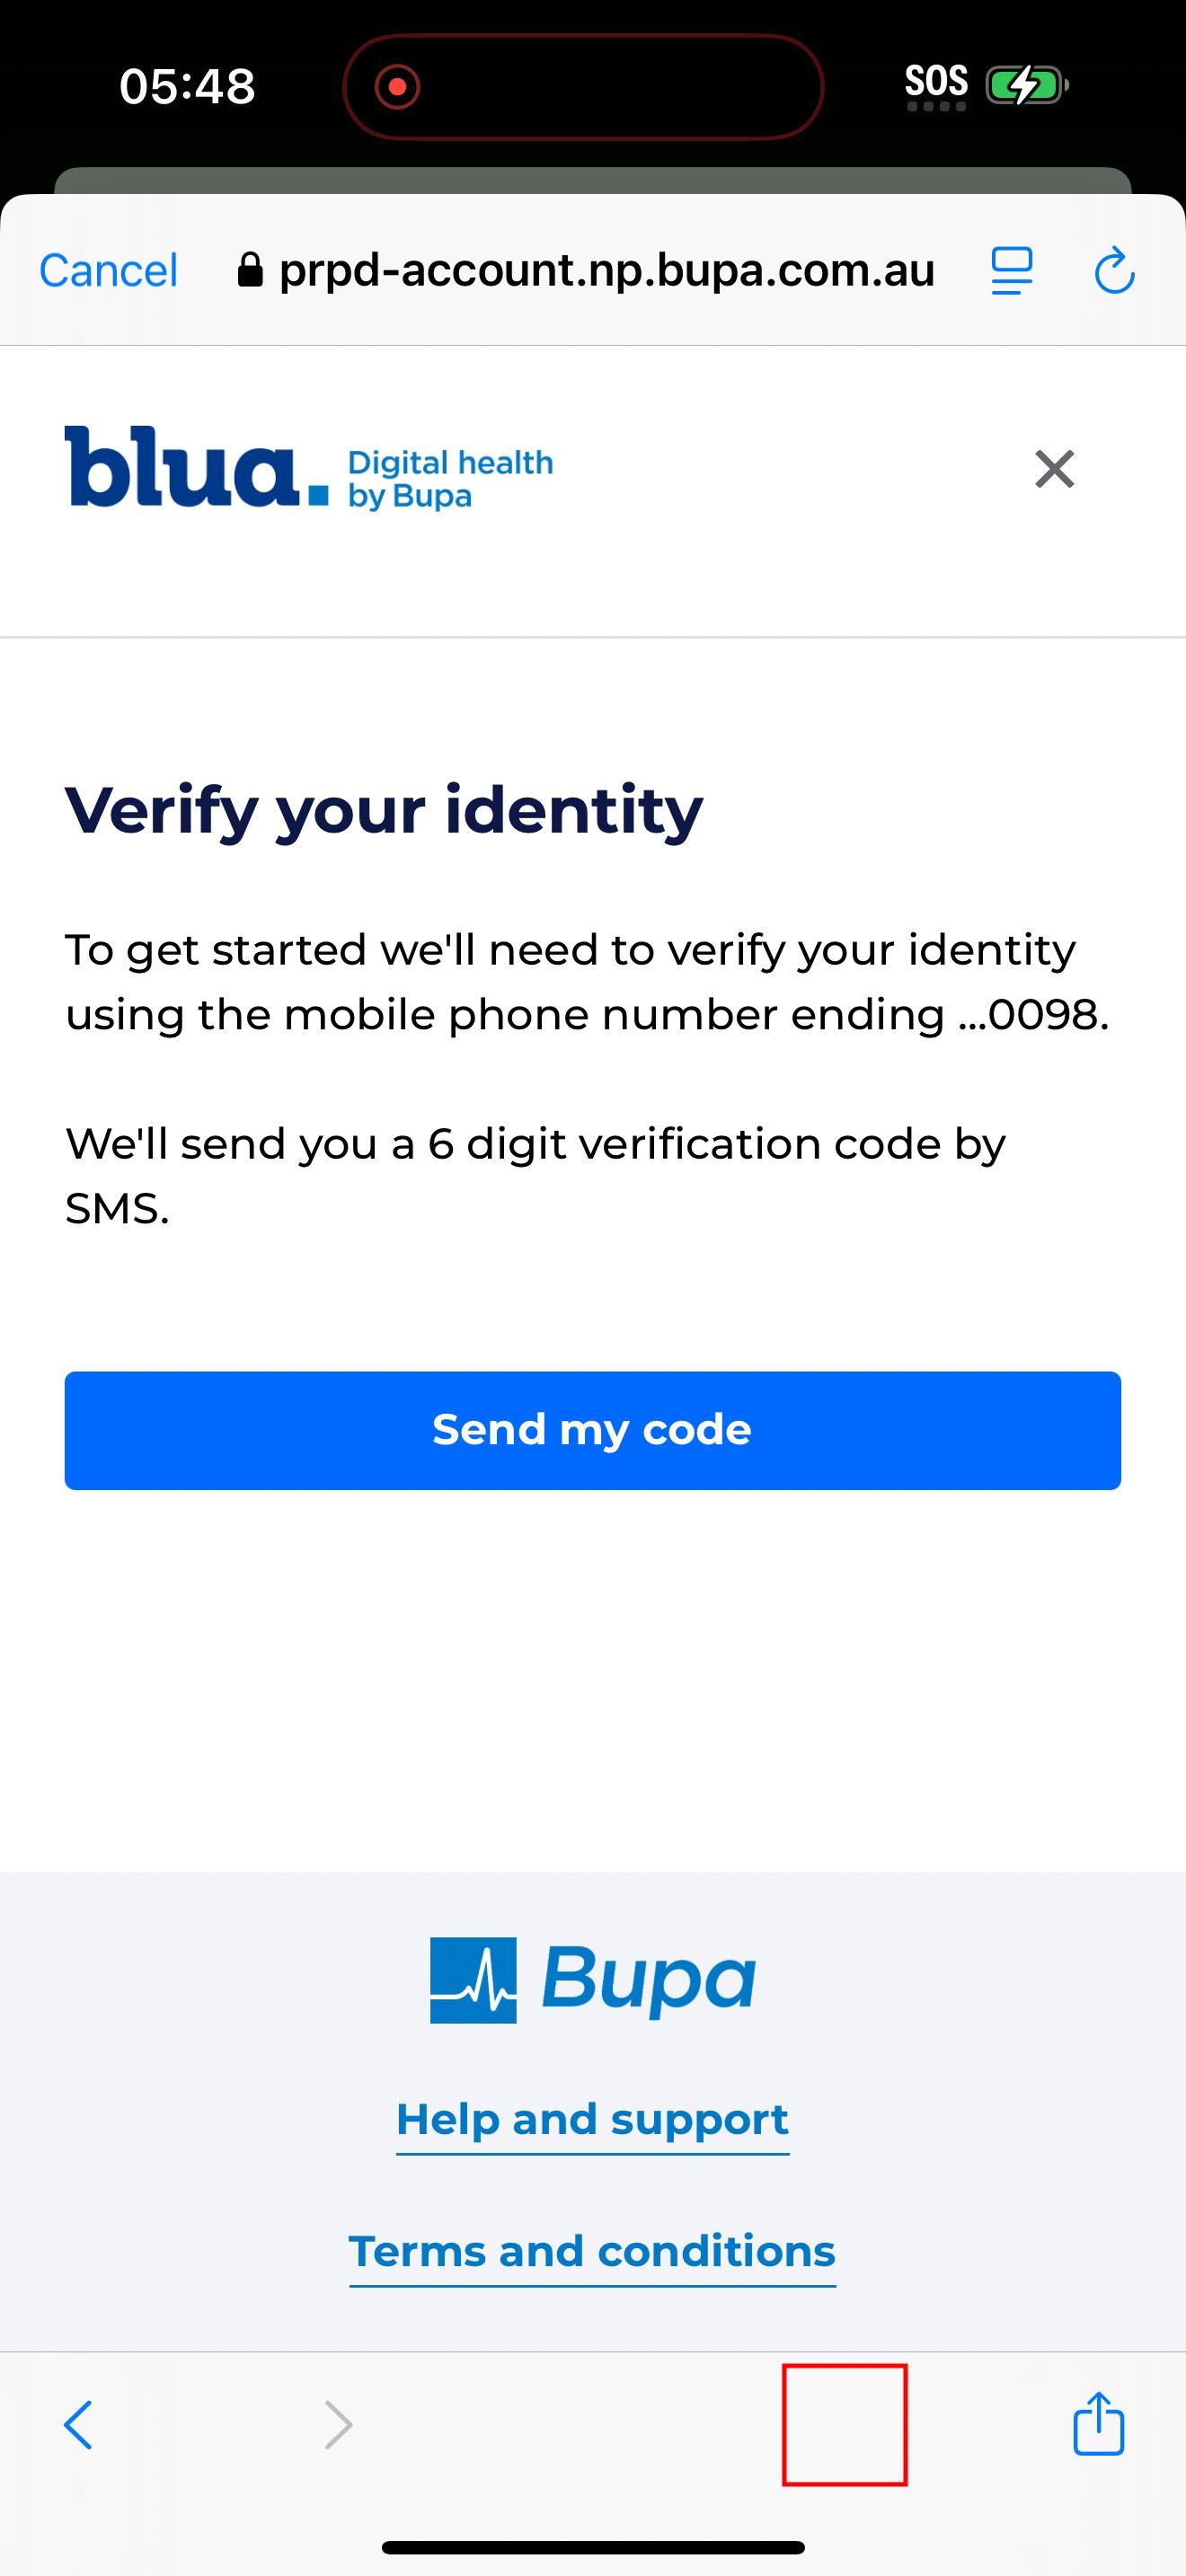 05:48
SOS
Cancel
prpd-account.np.bupa.com.au
blua.
Digital health
by Bupa
Verify your identity
To get started we'll need to verify your identity
using the mobile phone number ending ...0098.
We'll send you a 6 digit verification code by
SMS.
Send my code
Bupa
Help and support
Terms and conditions